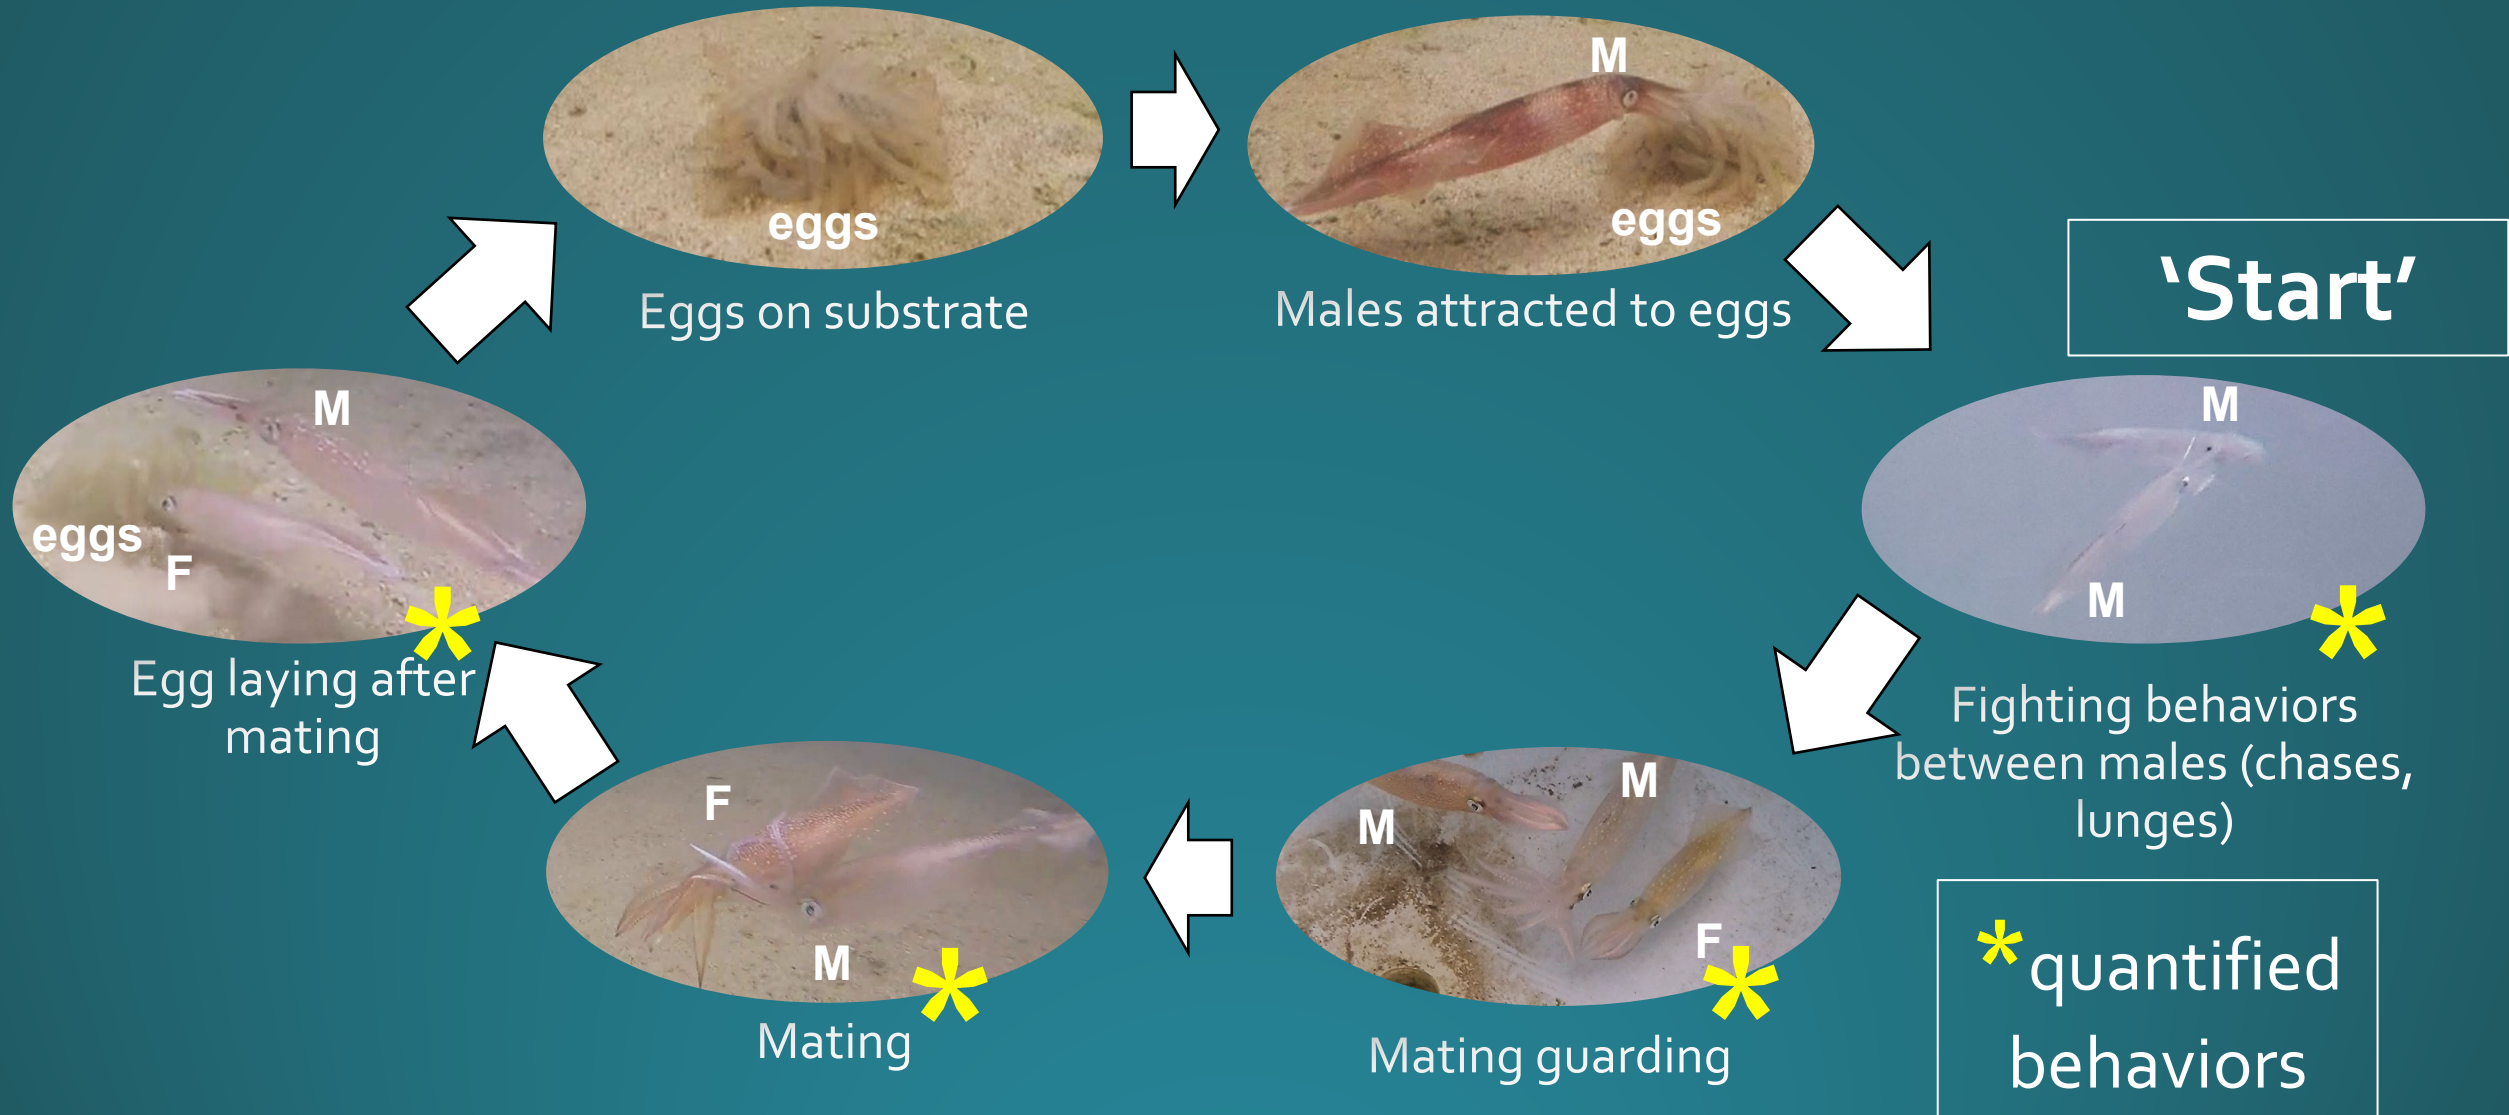 eggs
Eggs on substrate
M
eggs
Males attracted to eggs
‘Start’
M
M
*
Fighting behaviors
between males (chases,
lunges)
M
M
F
*
Mating guarding
F
M
*
Mating
M
eggs
F
*
Egg laying after
mating
*quantified
behaviors